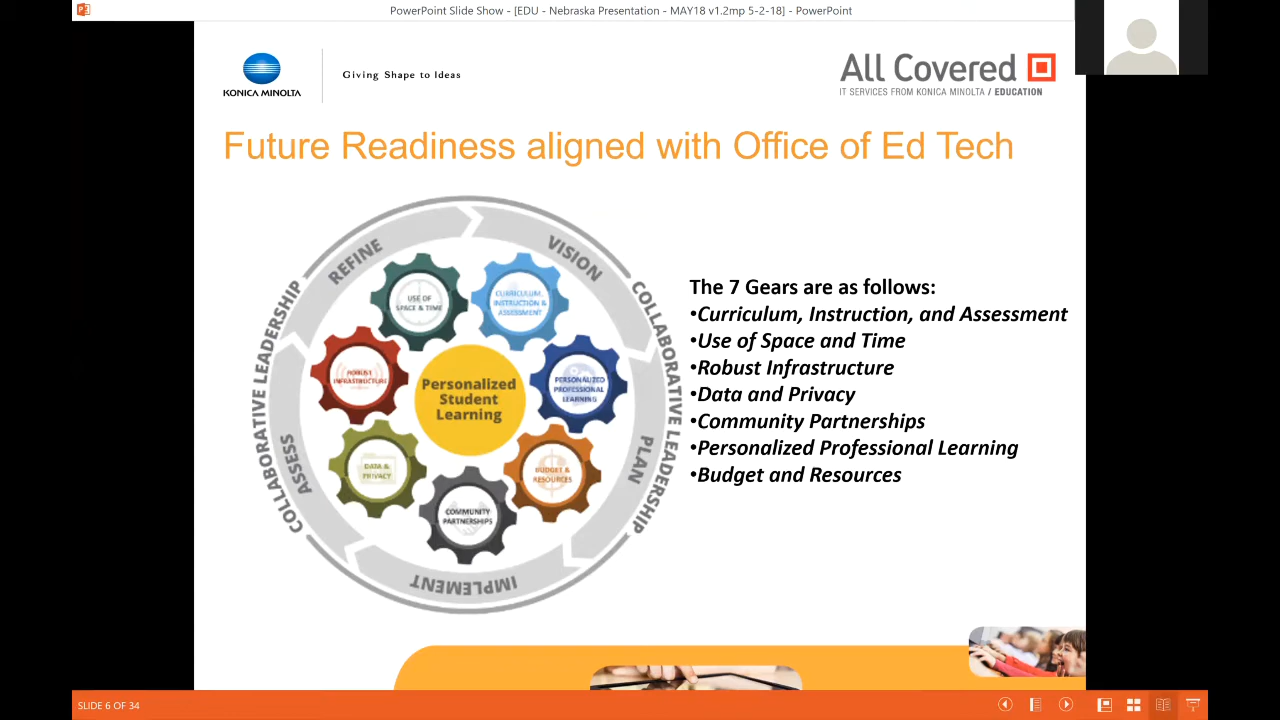 PowerPoint Slide Show - [EDU - Nebraska Presentation - MAY18 v1.2mp 5-2-18] - PowerPoint
KONICA MINOLTA
Giving Shape to Ideas
All Covered
IT SERVICES FROM KONICA MINOLTA / EDUCATION
Future Readiness aligned with Office of Ed Tech
REFINE
VISION
COLLABORATIVE LEADERSHIP
COLLABORATIVE LEADERSHIP
USE OF
SPACE & TIME
CURRICULUM,
INSTRUCTION &
ASSESSMENT
ROBUST
INFRASTRUCTURE
Personalized
Student
Learning
PERSONALIZED
PROFESSIONAL
LEARNING
DATA &
PRIVACY
BUDGET &
RESOURCES
COMMUNITY
PARTNERSHIPS
ASSESS
PLAN
IMPLEMENT
The 7 Gears are as follows:
•Curriculum, Instruction, and Assessment
•Use of Space and Time
•Robust Infrastructure
•Data and Privacy
•Community Partnerships
•Personalized Professional Learning
•Budget and Resources
SLIDE 6 OF 34